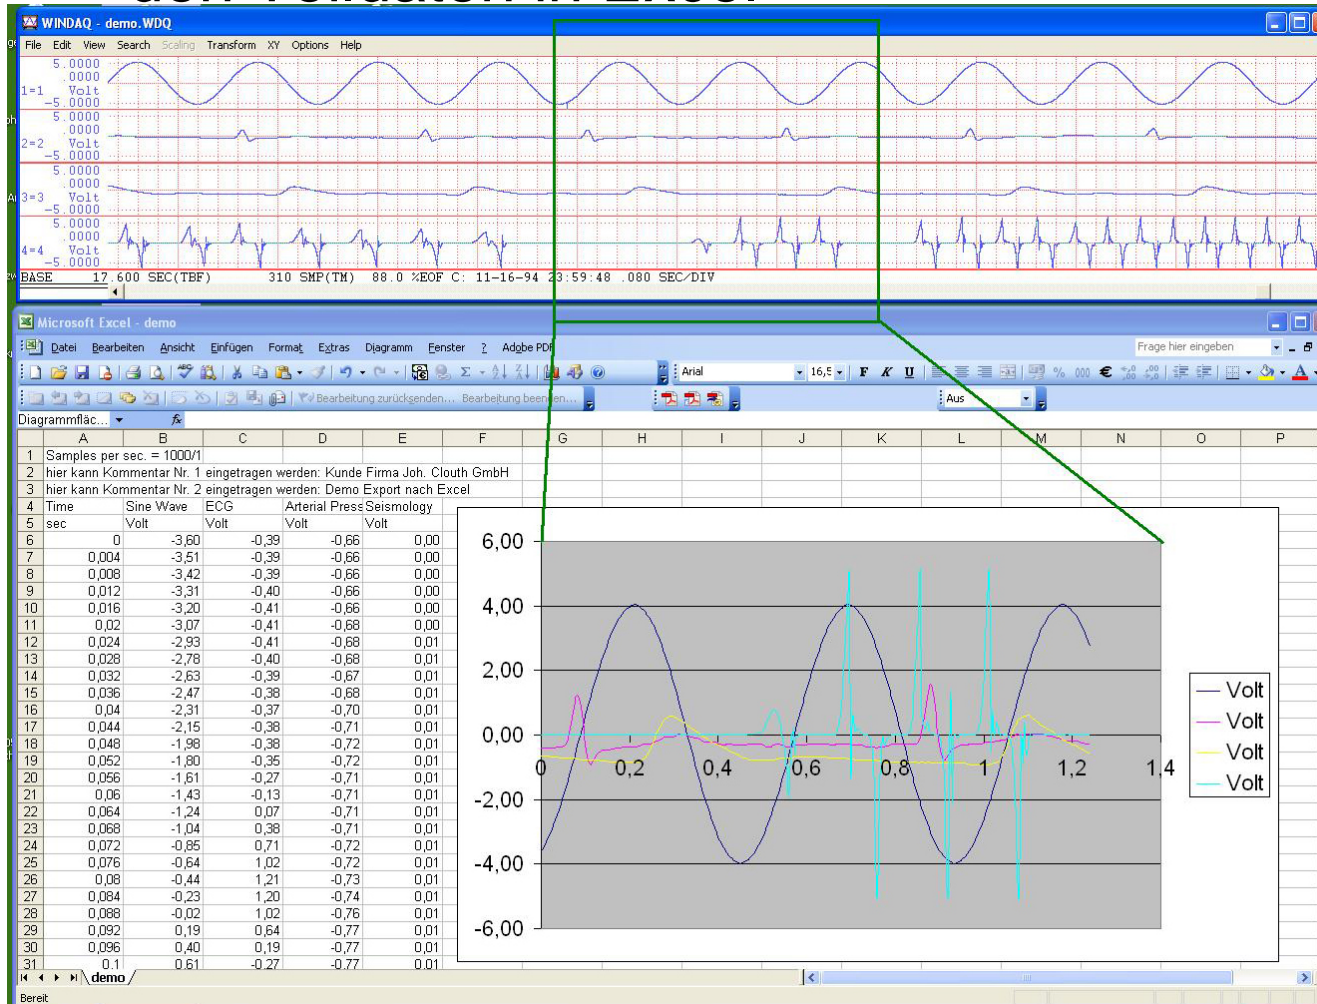 den Teildaten in Excel
WINDAQ - demo.WDQ
File Edit View Search Scaling Transform XY Options Help
5.0000
.0000
1=1 Volt
-5.0000
5.0000
.0000
2=2 Volt
-5.0000
5.0000
.0000
3=3 Volt
-5.0000
5.0000
.0000
4=4 Volt
-5.0000
BASE 17.600 SEC(TBF) 310 SMP(TM) 88.0 %EOF C: 11-16-94 23:59:48 .080 SEC/DIV
Microsoft Excel - demo
Datei Bearbeiten Ansicht Einfügen Format Extras Diagramm Fenster ? Adobe PDF
Frage hier eingeben
Arial 16,5 F K U % 000 €
Bearbeitung zurücksenden... Bearbeitung beenden... Aus
Diagrammfläc... fx
A B C D E F G H I J K L M N O P
1 Samples per sec. = 1000/1
2 hier kann Kommentar Nr. 1 eingetragen werden: Kunde Firma Joh. Clouth GmbH
3 hier kann Kommentar Nr. 2 eingetragen werden: Demo Export nach Excel
4 Time Sine Wave ECG Arterial Press Seismology
5 sec Volt Volt Volt Volt
6 0 -3,60 -0,39 -0,66 0,00
7 0,004 -3,51 -0,39 -0,66 0,00
8 0,008 -3,42 -0,39 -0,66 0,00
9 0,012 -3,31 -0,40 -0,66 0,00
10 0,016 -3,20 -0,41 -0,66 0,00
11 0,02 -3,07 -0,41 -0,68 0,00
12 0,024 -2,93 -0,41 -0,68 0,01
13 0,028 -2,78 -0,40 -0,68 0,01
14 0,032 -2,63 -0,39 -0,67 0,01
15 0,036 -2,47 -0,38 -0,68 0,01
16 0,04 -2,31 -0,37 -0,70 0,01
17 0,044 -2,15 -0,38 -0,71 0,01
18 0,048 -1,98 -0,38 -0,72 0,01
19 0,052 -1,80 -0,35 -0,72 0,01
20 0,056 -1,61 -0,27 -0,71 0,01
21 0,06 -1,43 -0,13 -0,71 0,01
22 0,064 -1,24 0,07 -0,71 0,01
23 0,068 -1,04 0,38 -0,71 0,01
24 0,072 -0,85 0,71 -0,72 0,01
25 0,076 -0,64 1,02 -0,72 0,01
26 0,08 -0,44 1,21 -0,73 0,01
27 0,084 -0,23 1,20 -0,74 0,01
28 0,088 -0,02 1,02 -0,76 0,01
29 0,092 0,19 0,64 -0,77 0,01
30 0,096 0,40 0,19 -0,77 0,01
31 0,1 0,61 -0,27 -0,77 0,01
6,00
4,00
2,00
0,00
-2,00
-4,00
-6,00
0 0,2 0,4 0,6 0,8 1 1,2 1,4
Volt
Volt
Volt
Volt
demo
Bereit